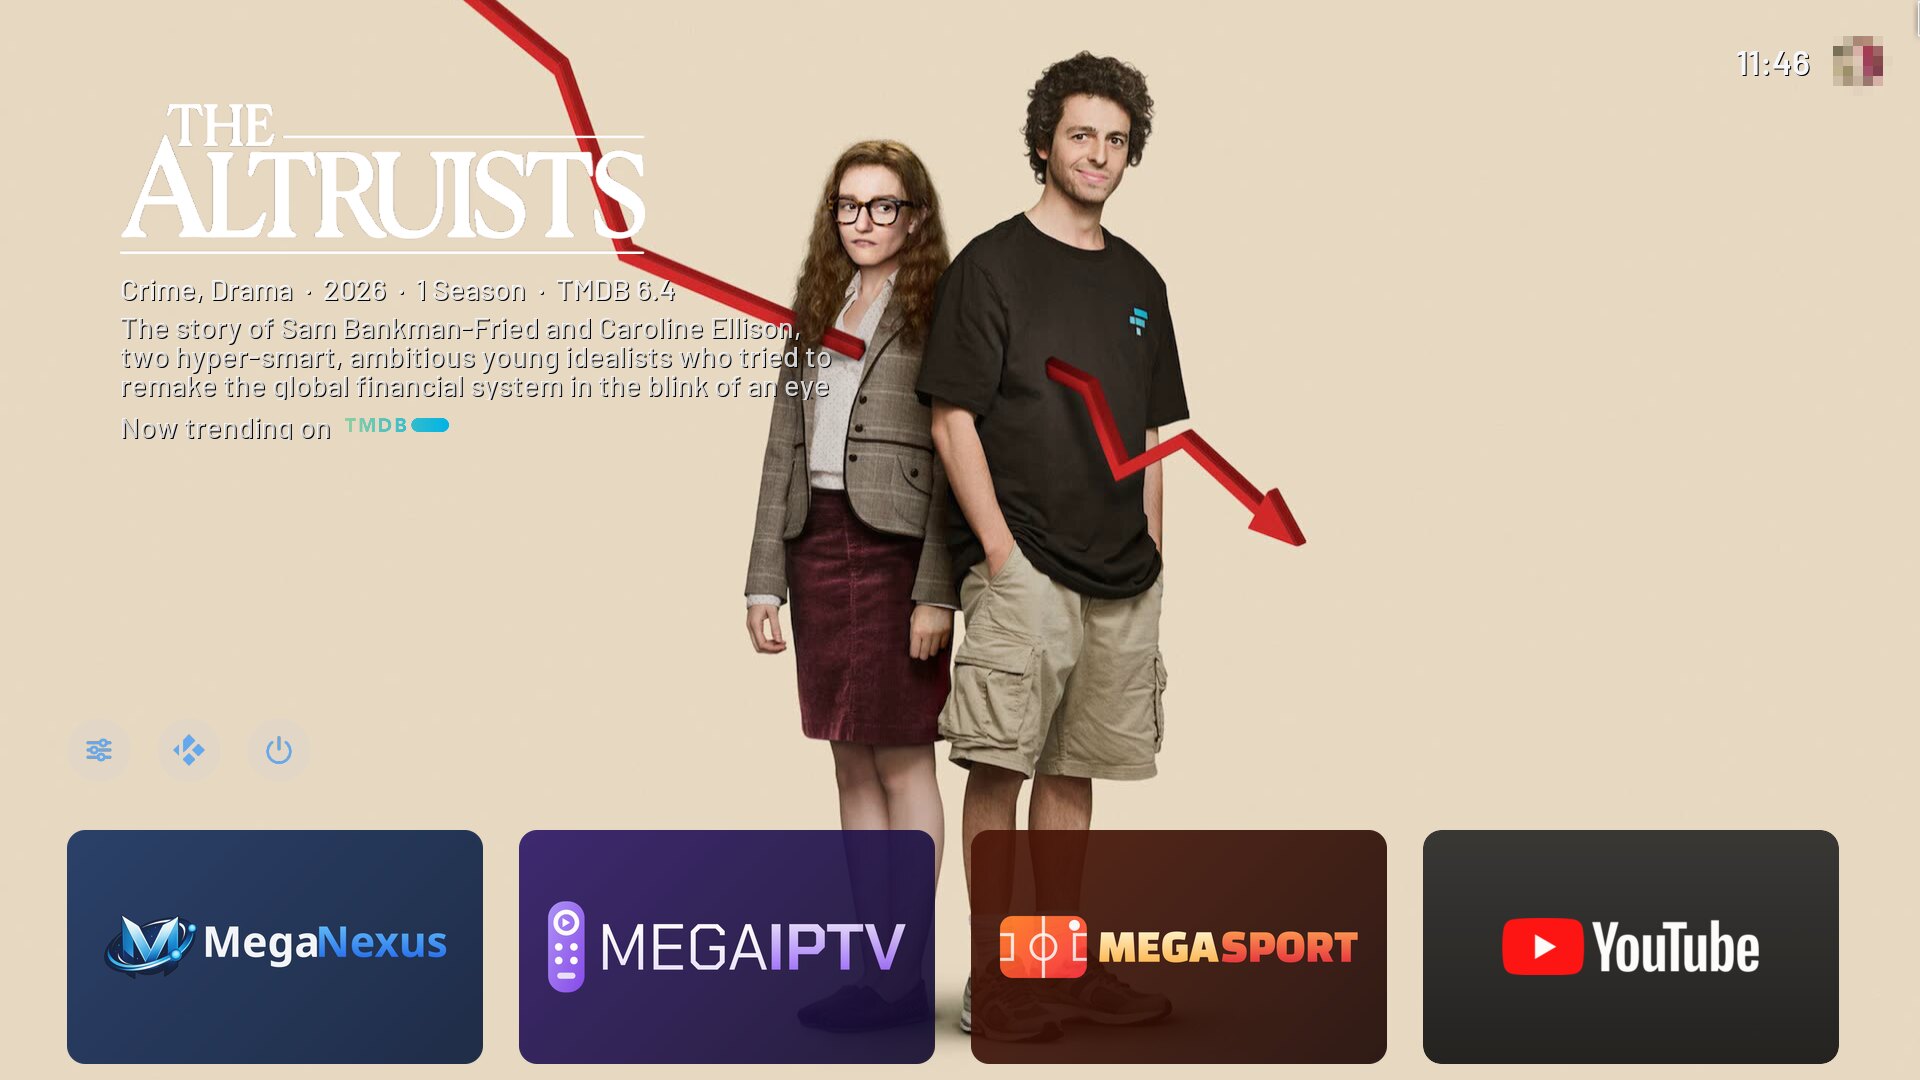 11:46
THE
ALTRUISTS
Crime, Drama · 2026 · 1 Season · TMDB 6.4
The story of Sam Bankman-Fried and Caroline Ellison,
two hyper-smart, ambitious young idealists who tried to
remake the global financial system in the blink of an eye
Now trending on TMDB
MegaNexus
MEGAIPTV
MEGASPORT
YouTube